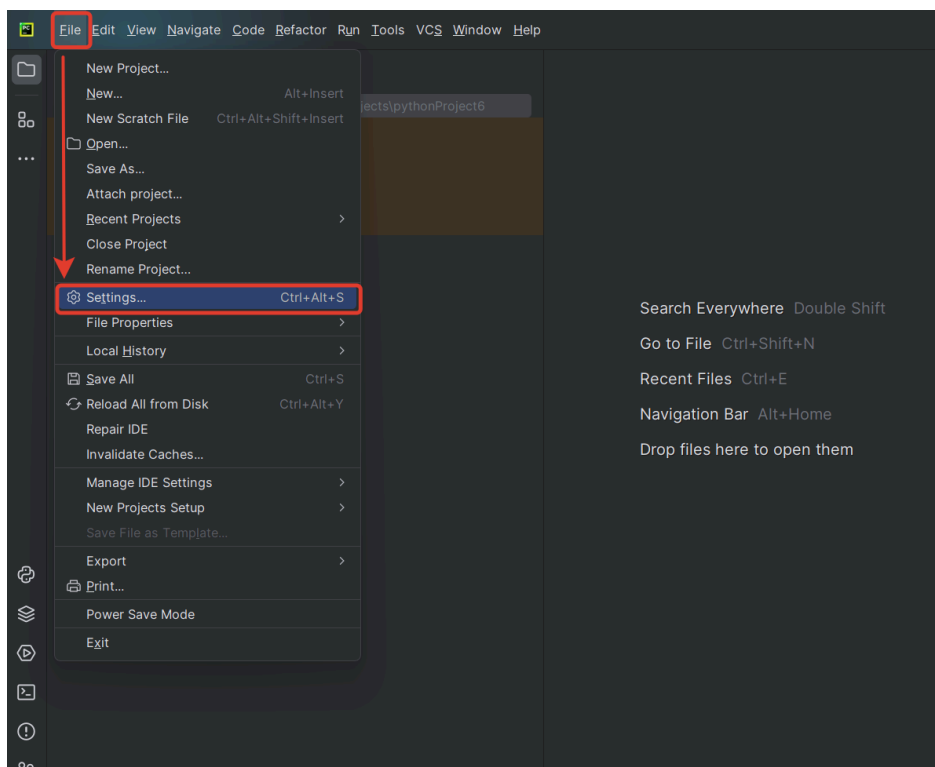 PC File Edit View Navigate Code Refactor Run Tools VCS Window Help
New Project...
New... Alt+Insert
ects\pythonProject6
New Scratch File Ctrl+Alt+Shift+Insert
Open...
Save As...
Attach project...
Recent Projects
Close Project
Rename Project...
Settings... Ctrl+Alt+S
File Properties
Local History
Save All Ctrl+S
Reload All from Disk Ctrl+Alt+Y
Repair IDE
Invalidate Caches...
Manage IDE Settings
New Projects Setup
Save File as Template...
Export
Print...
Power Save Mode
Exit
Search Everywhere Double Shift
Go to File Ctrl+Shift+N
Recent Files Ctrl+E
Navigation Bar Alt+Home
Drop files here to open them